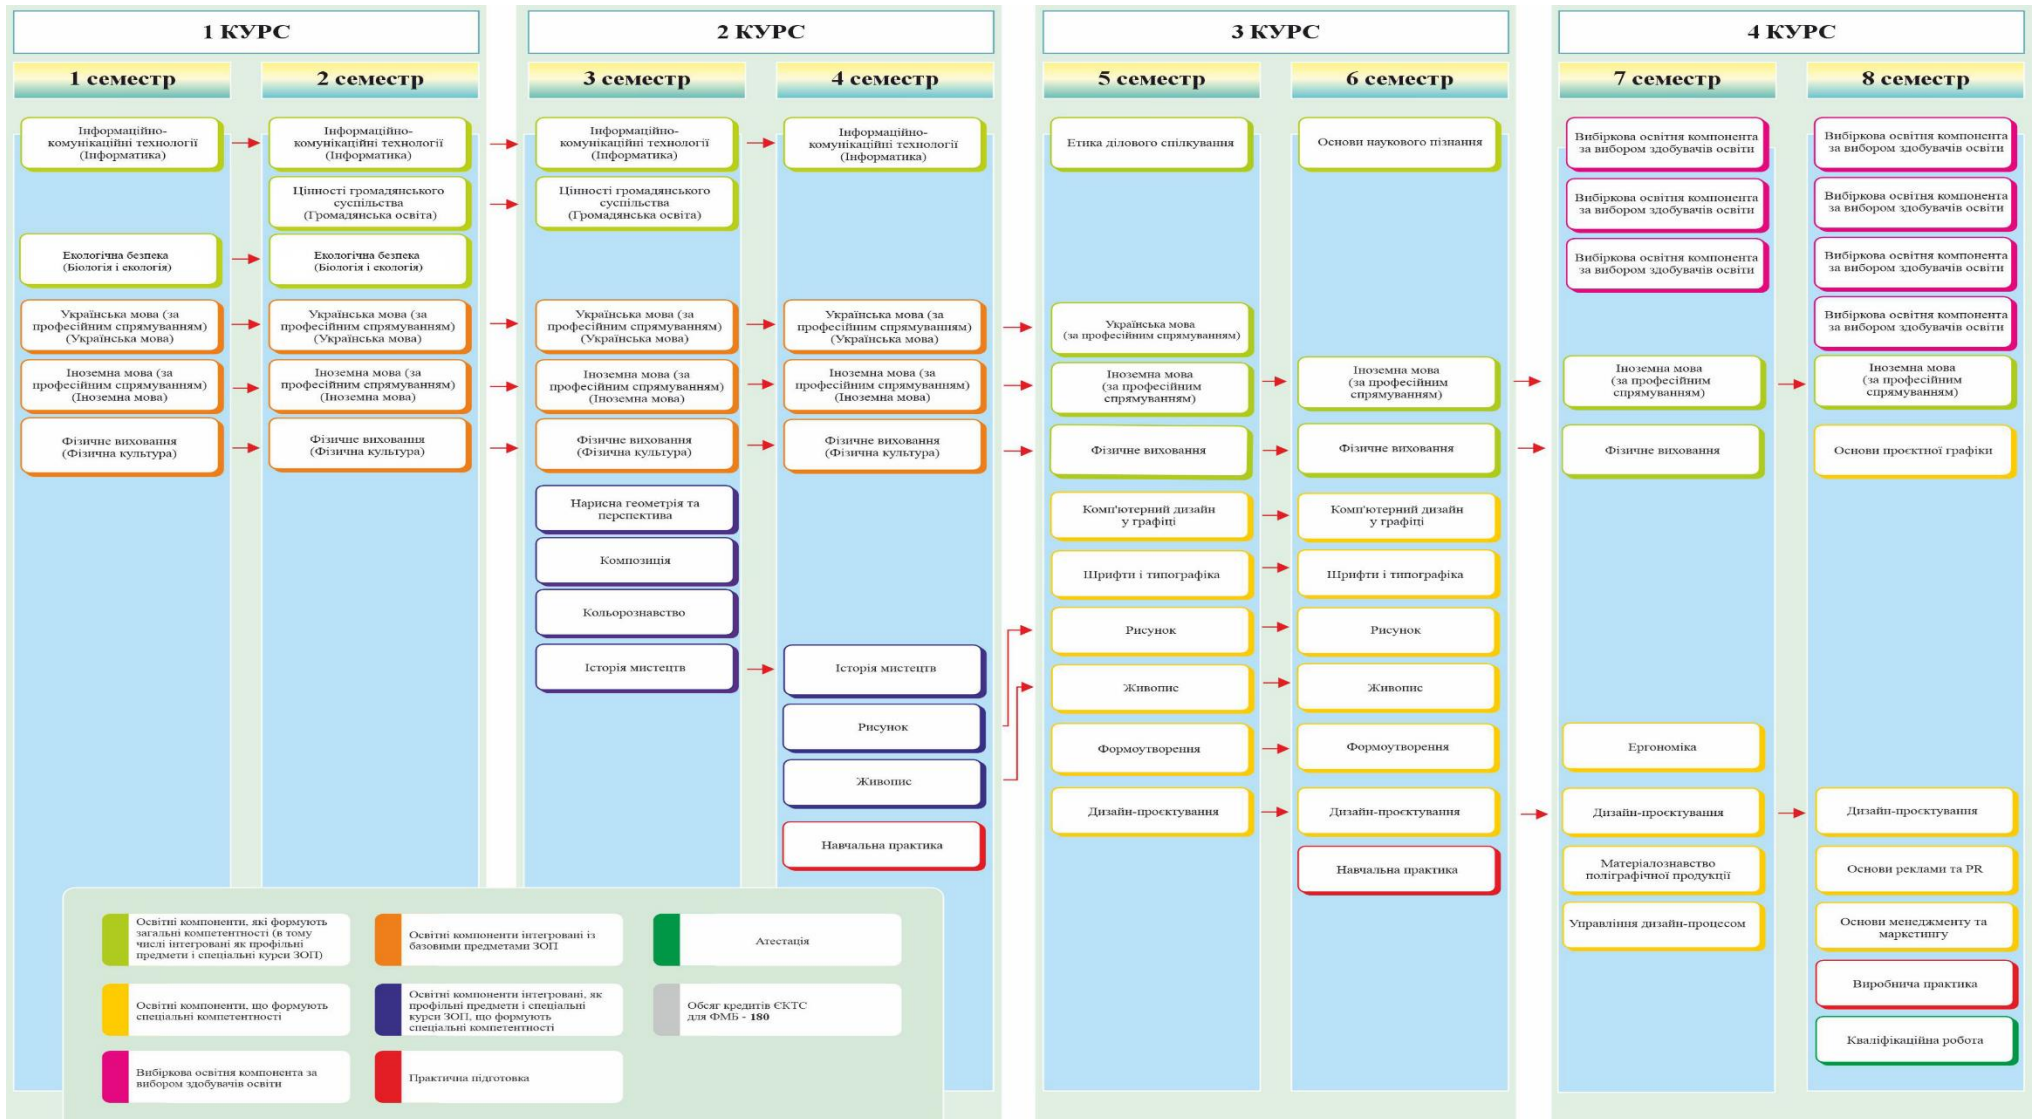 1 КУРС
2 КУРС
3 КУРС
4 КУРС
1 семестр
2 семестр
3 семестр
4 семестр
5 семестр
6 семестр
7 семестр
8 семестр
Інформаційно-
комунікаційні технології
(Інформатика)
Екологічна безпека
(Біологія і екологія)
Українська мова (за
професійним спрямуванням)
(Українська мова)
Іноземна мова (за
професійним спрямуванням)
(Іноземна мова)
Фізичне виховання
(Фізична культура)
Інформаційно-
комунікаційні технології
(Інформатика)
Цінності громадянського
суспільства
(Громадянська освіта)
Екологічна безпека
(Біологія і екологія)
Українська мова (за
професійним спрямуванням)
(Українська мова)
Іноземна мова (за
професійним спрямуванням)
(Іноземна мова)
Фізичне виховання
(Фізична культура)
Інформаційно-
комунікаційні технології
(Інформатика)
Цінності громадянського
суспільства
(Громадянська освіта)
Українська мова (за
професійним спрямуванням)
(Українська мова)
Іноземна мова (за
професійним спрямуванням)
(Іноземна мова)
Фізичне виховання
(Фізична культура)
Нарисна геометрія та
перспектива
Композиція
Кольорознавство
Історія мистецтв
Інформаційно-
комунікаційні технології
(Інформатика)
Українська мова (за
професійним спрямуванням)
(Українська мова)
Іноземна мова (за
професійним спрямуванням)
(Іноземна мова)
Фізичне виховання
(Фізична культура)
Історія мистецтв
Рисунок
Живопис
Навчальна практика
Етика ділового спілкування
Українська мова
(за професійним спрямуванням)
Іноземна мова
(за професійним
спрямуванням)
Фізичне виховання
Комп'ютерний дизайн
у графіці
Шрифти і типографіка
Рисунок
Живопис
Формоутворення
Дизайн-проєктування
Основи наукового пізнання
Іноземна мова
(за професійним
спрямуванням)
Фізичне виховання
Комп'ютерний дизайн
у графіці
Шрифти і типографіка
Рисунок
Живопис
Формоутворення
Дизайн-проєктування
Навчальна практика
Вибіркова освітня компонента
за вибором здобувачів освіти
Вибіркова освітня компонента
за вибором здобувачів освіти
Вибіркова освітня компонента
за вибором здобувачів освіти
Іноземна мова
(за професійним
спрямуванням)
Фізичне виховання
Ергономіка
Дизайн-проєктування
Матеріалознавство
поліграфічної продукції
Управління дизайн-процесом
Вибіркова освітня компонента
за вибором здобувачів освіти
Вибіркова освітня компонента
за вибором здобувачів освіти
Вибіркова освітня компонента
за вибором здобувачів освіти
Вибіркова освітня компонента
за вибором здобувачів освіти
Іноземна мова
(за професійним
спрямуванням)
Основи проєктної графіки
Дизайн-проєктування
Основи реклами та PR
Основи менеджменту та
маркетингу
Виробнича практика
Кваліфікаційна робота
Освітні компоненти, які формують
загальні компетентності (в тому
числі інтегровані як профільні
предмети і спеціальні курси ЗОП)
Освітні компоненти, що формують
спеціальні компетентності
Вибіркова освітня компонента за
вибором здобувачів освіти
Освітні компоненти інтегровані із
базовими предметами ЗОП
Освітні компоненти інтегровані, як
профільні предмети і спеціальні
курси ЗОП, що формують
спеціальні компетентності
Практична підготовка
Атестація
Обсяг кредитів ЄКТС
для ФМБ - 180